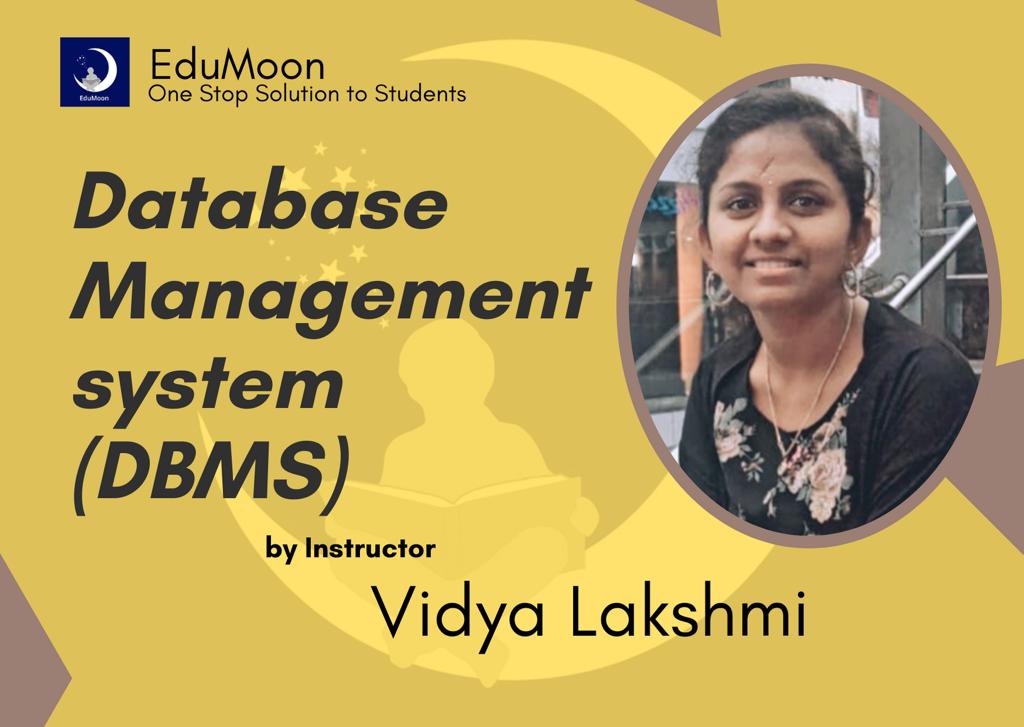 EduMoon
EduMoon
One Stop Solution to Students
Database
Management
system
(DBMS)
by Instructor
Vidya Lakshmi